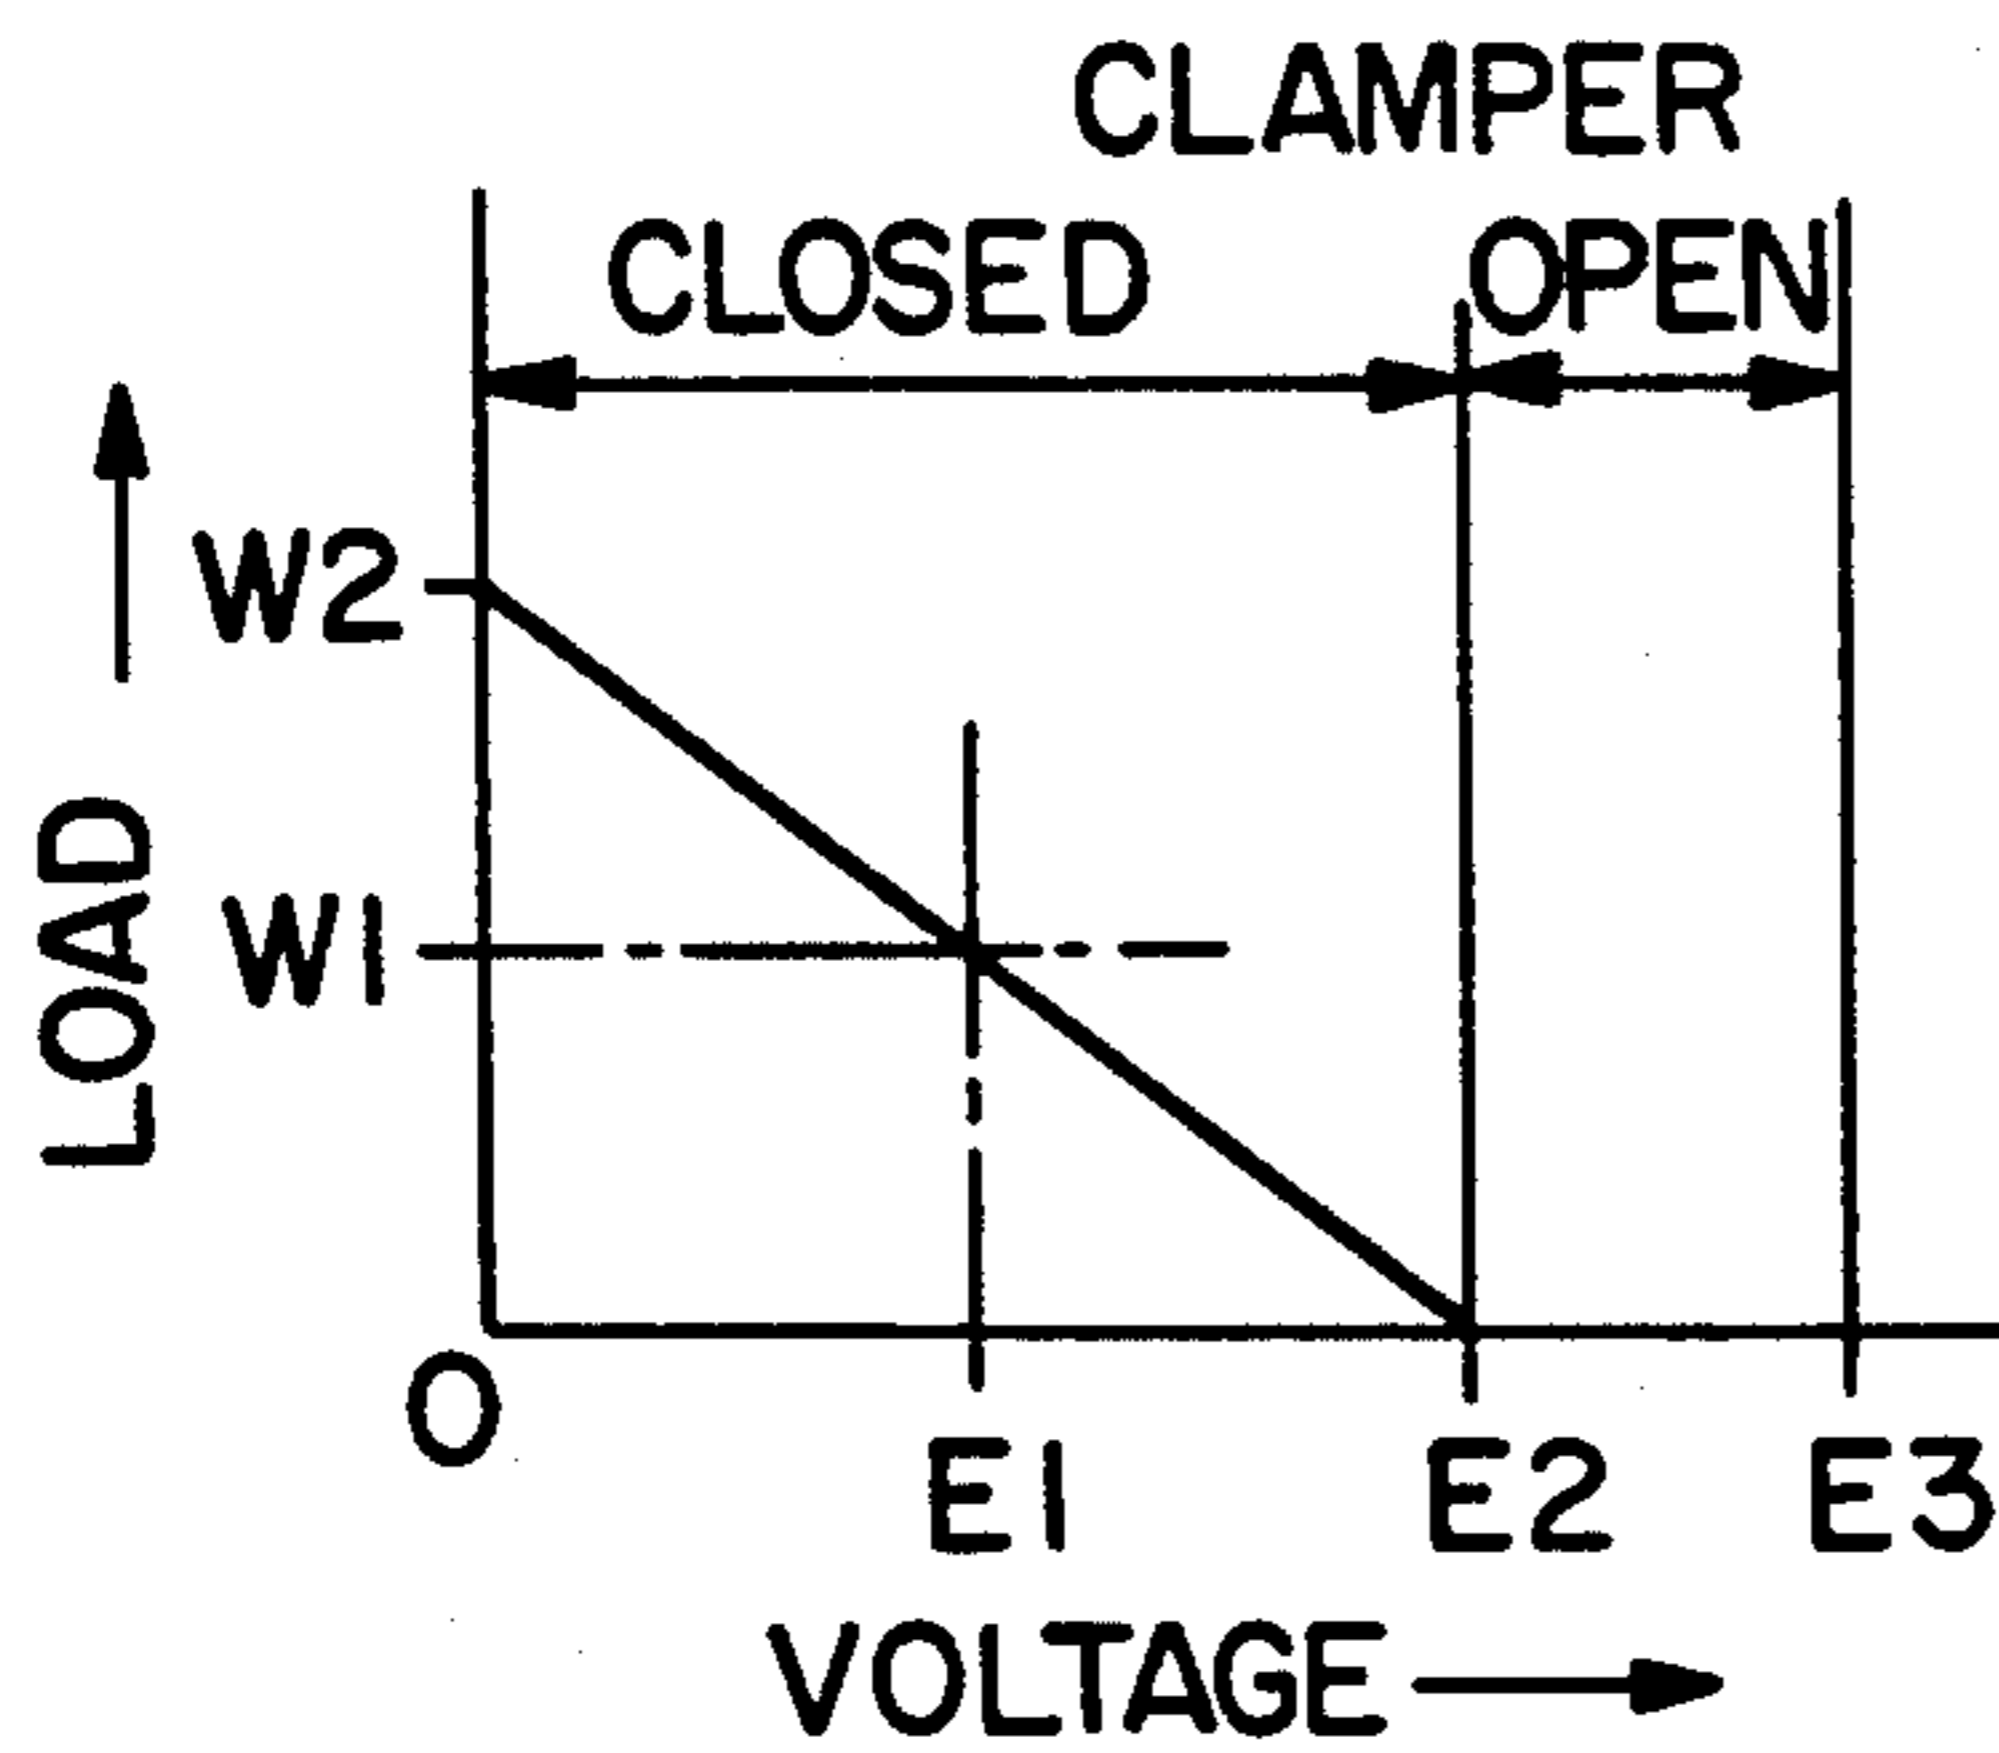 CLAMPER
CLOSED OPEN
W2
LOAD
W1
O
E1 E2 E3
VOLTAGE